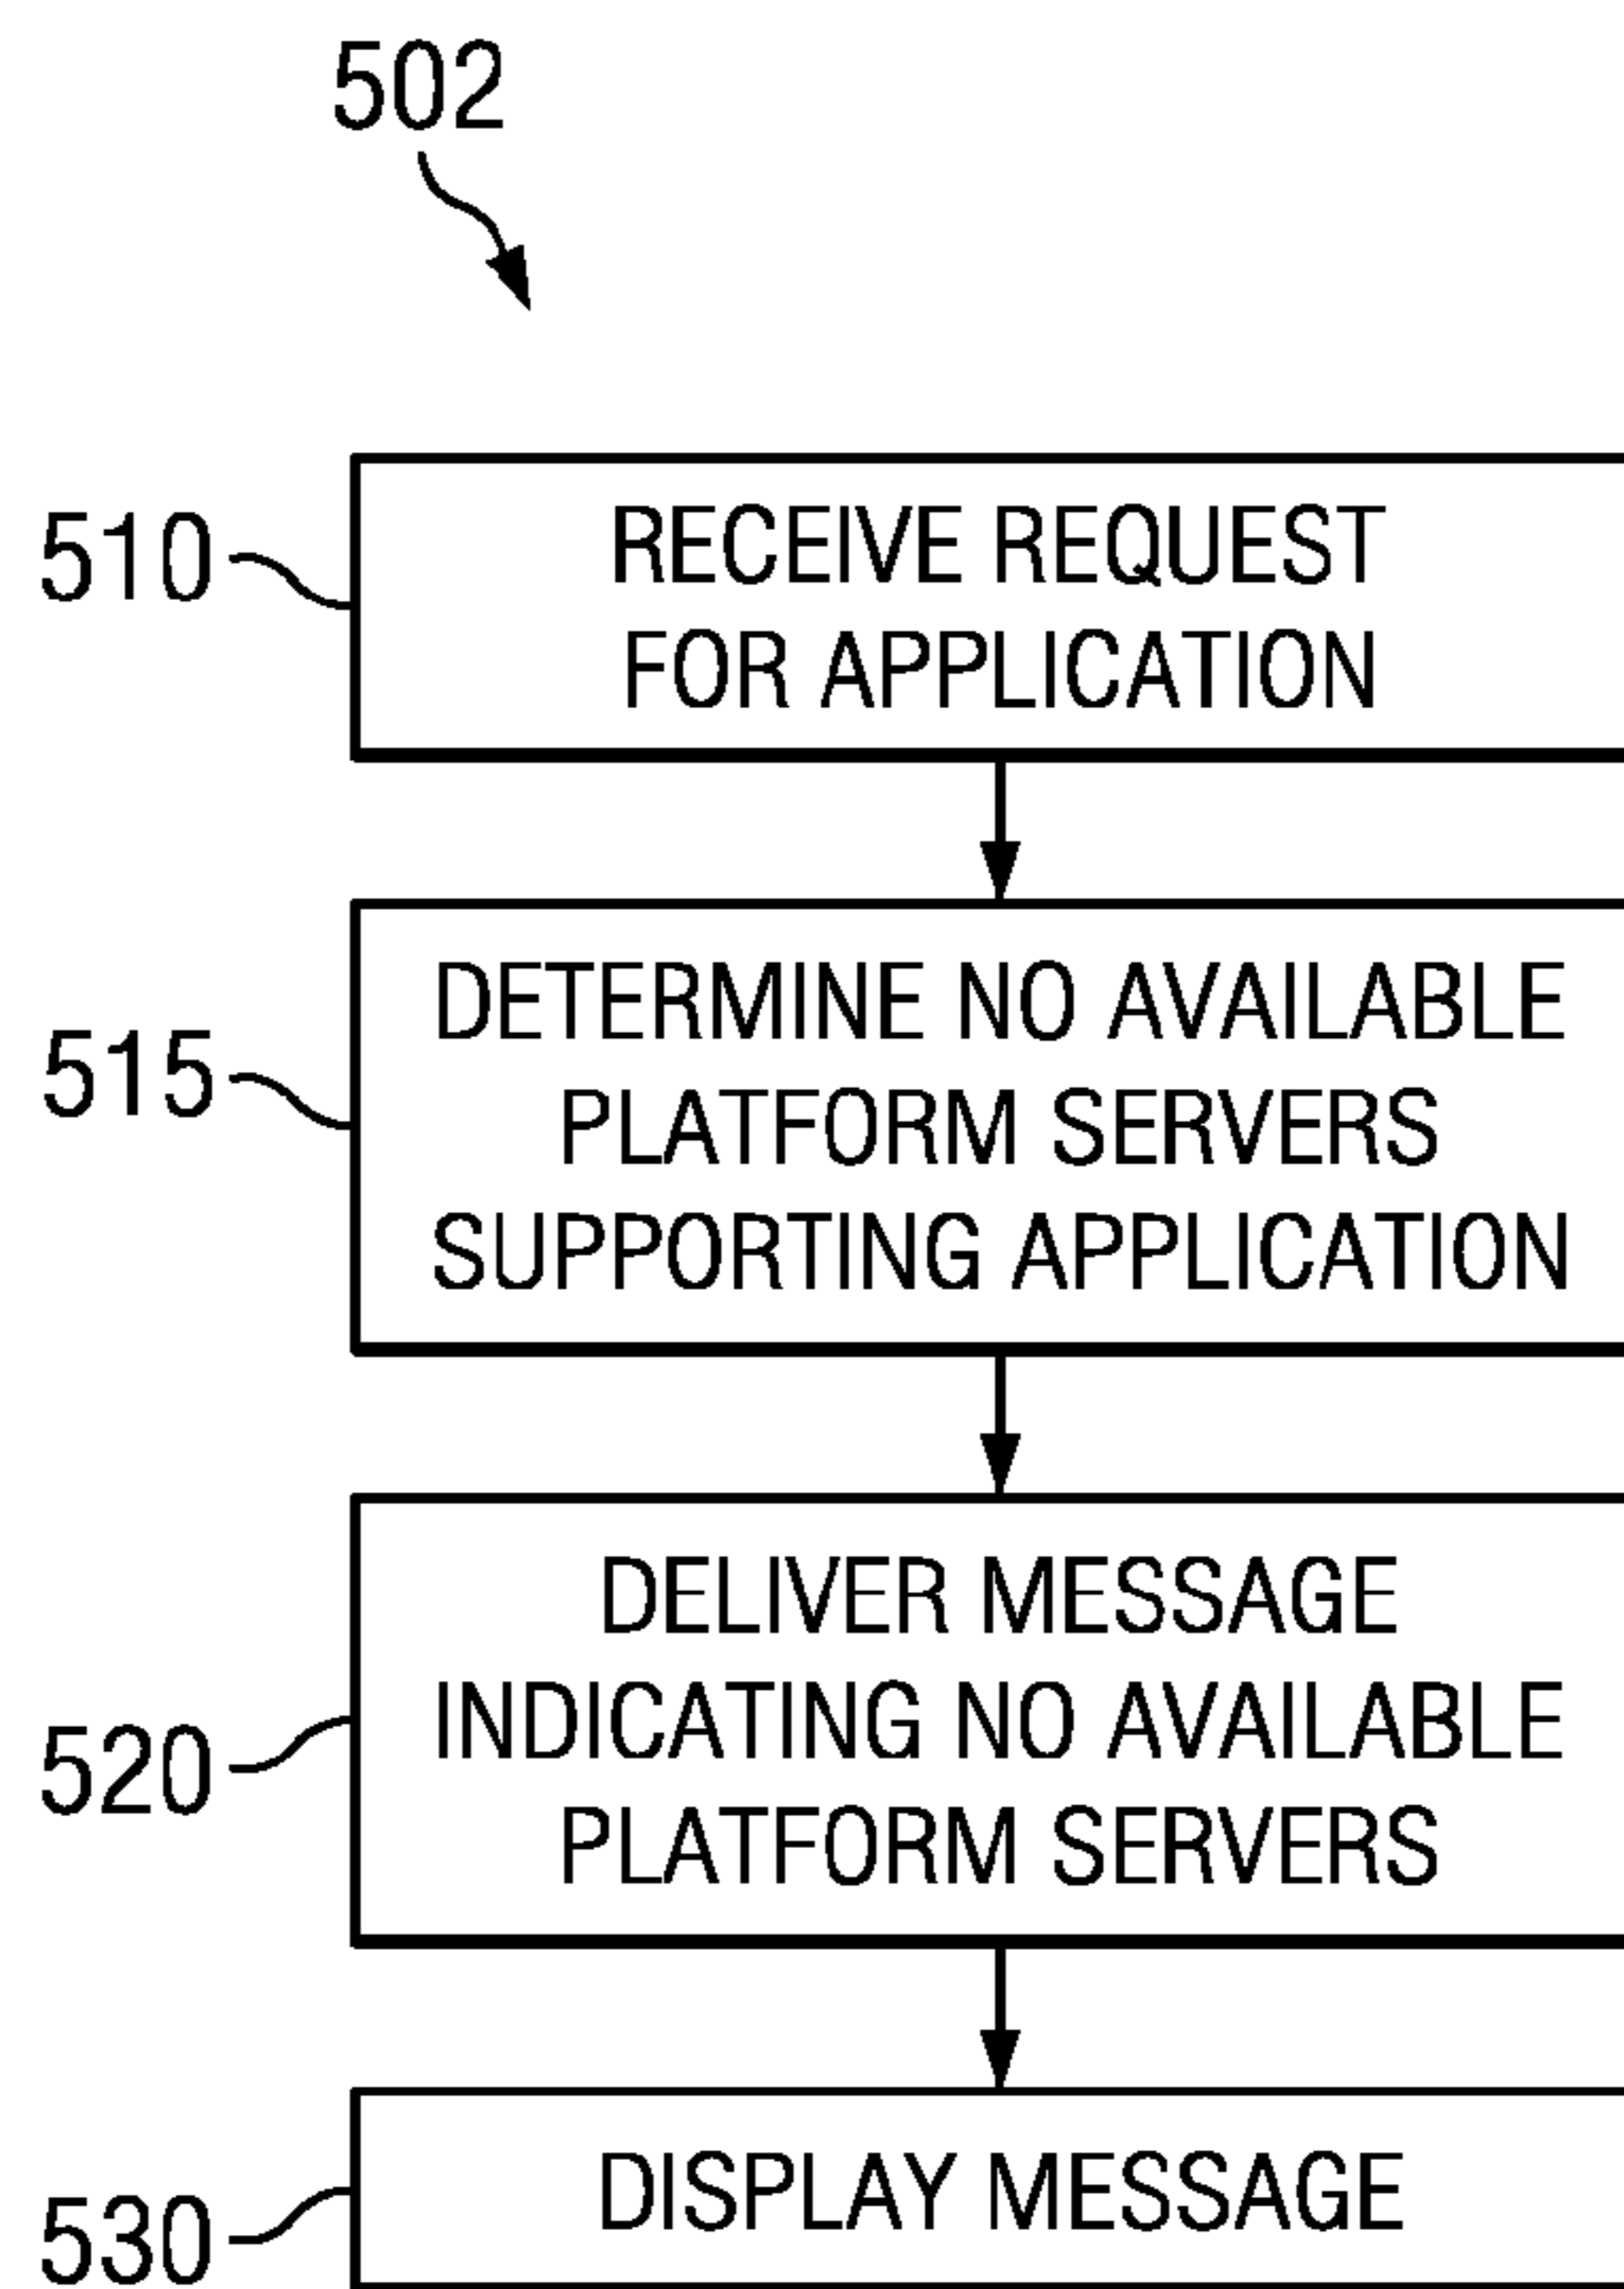 502
510
RECEIVE REQUEST
FOR APPLICATION
515
DETERMINE NO AVAILABLE
PLATFORM SERVERS
SUPPORTING APPLICATION
520
DELIVER MESSAGE
INDICATING NO AVAILABLE
PLATFORM SERVERS
530
DISPLAY MESSAGE